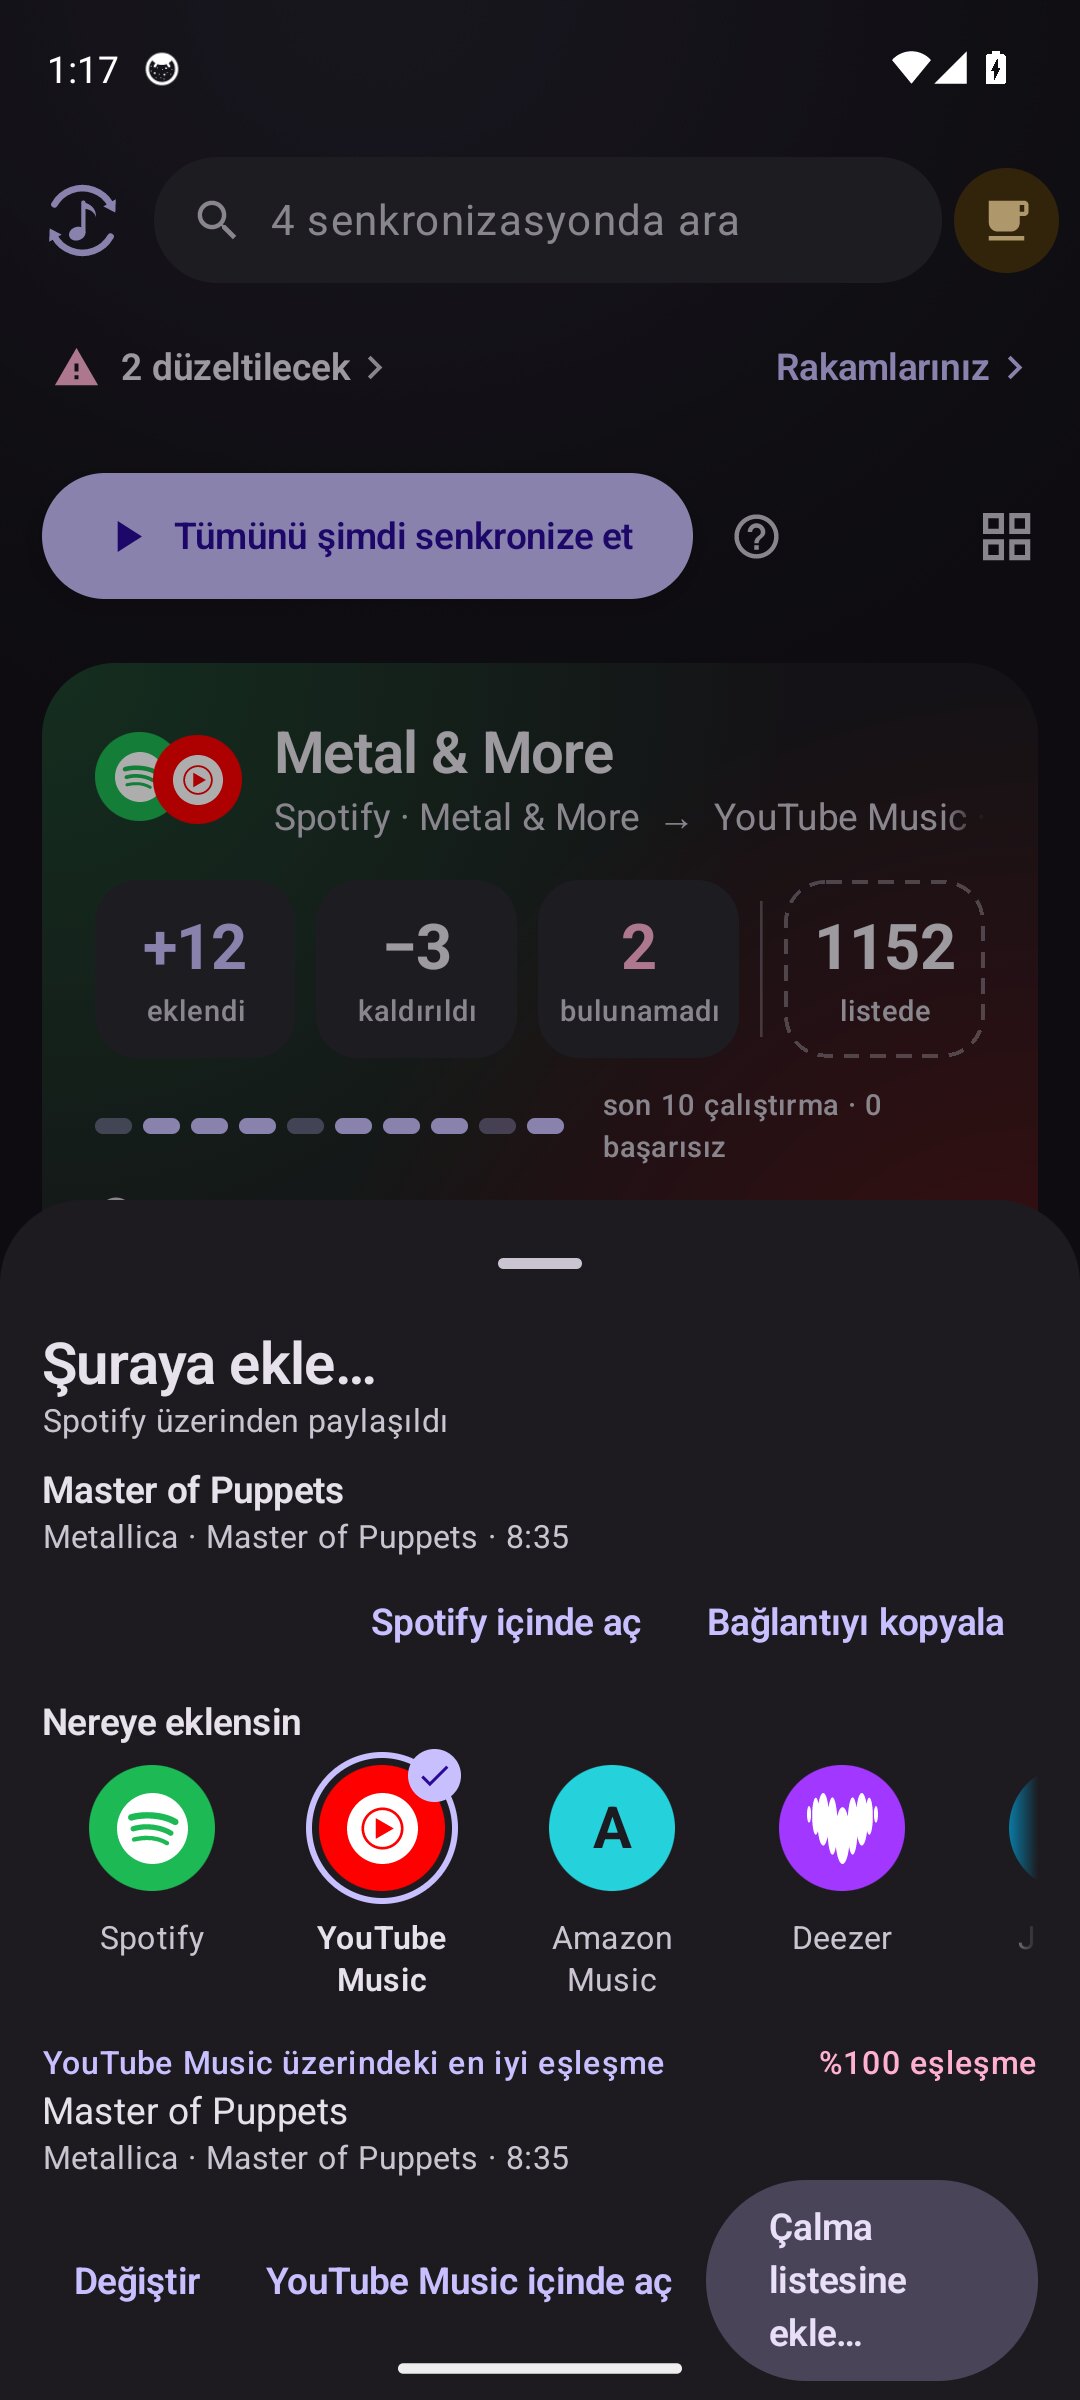 1:17
4 senkronizasyonda ara
2 düzeltilecek
Rakamlarınız
Tümünü şimdi senkronize et
Metal & More
Spotify · Metal & More → YouTube Music
+12
eklendi
−3
kaldırıldı
2
bulunamadı
1152
listede
son 10 çalıştırma · 0
başarısız
Şuraya ekle…
Spotify üzerinden paylaşıldı
Master of Puppets
Metallica · Master of Puppets · 8:35
Spotify içinde aç
Bağlantıyı kopyala
Nereye eklensin
Spotify
YouTube
Music
A
Amazon
Music
Deezer
J
YouTube Music üzerindeki en iyi eşleşme
%100 eşleşme
Master of Puppets
Metallica · Master of Puppets · 8:35
Değiştir
YouTube Music içinde aç
Çalma
listesine
ekle…